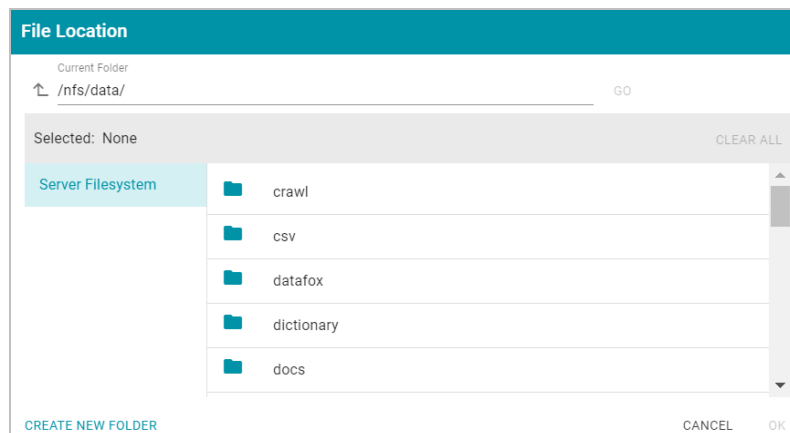 File Location
Current Folder
/nfs/data/
GO
Selected: None
CLEAR ALL
Server Filesystem
crawl
csv
datafox
dictionary
docs
CREATE NEW FOLDER
CANCEL
OK